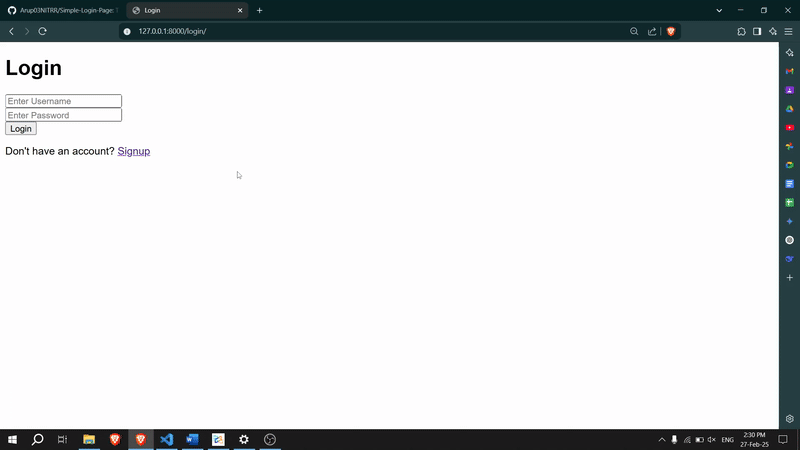 Arup03NITRR/Simple-Login-Page:
Login
127.0.0.1:8000/login/
Login
Enter Username
Enter Password
Login
Don't have an account? Signup
ENG
2:30 PM
27-Feb-25